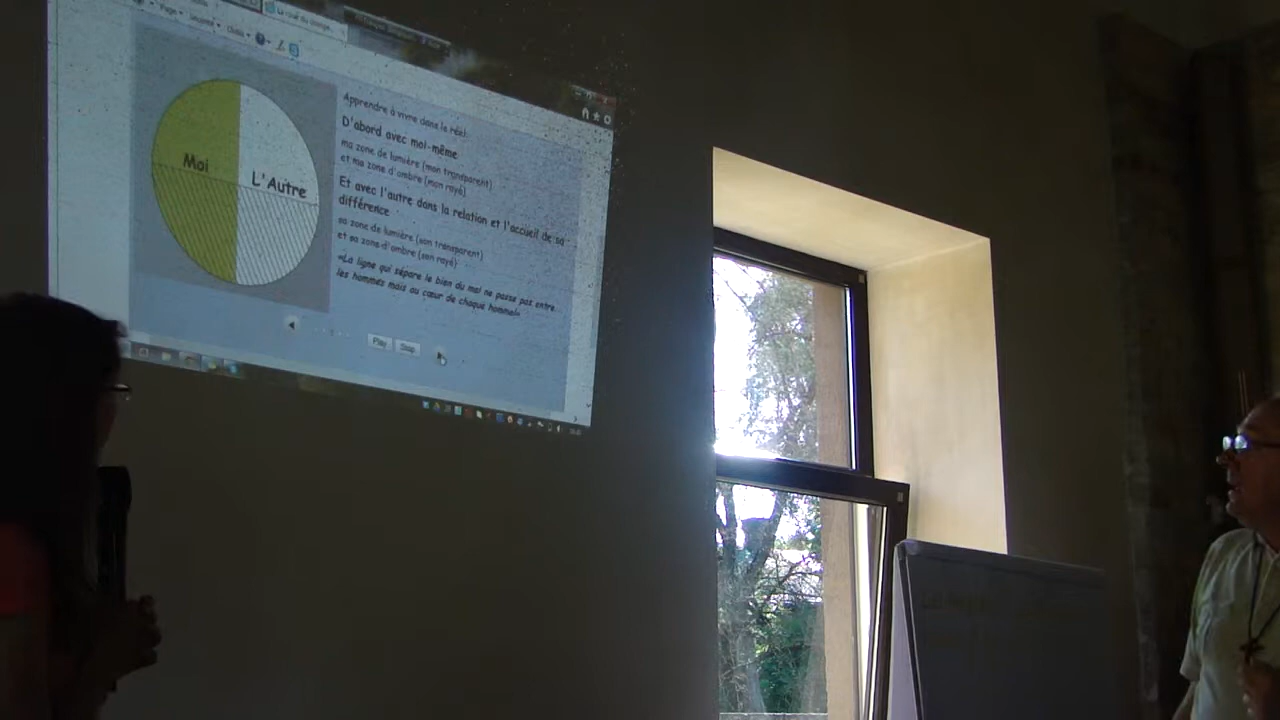 Page
Outils
Moi
L'Autre
Apprendre à vivre dans le réel:
D'abord avec moi-même
ma zone de lumière (mon transparent)
et ma zone d'ombre (mon rayé)
Et avec l'autre dans la relation et l'accueil de sa
différence
sa zone de lumière (son transparent)
et sa zone d'ombre (son rayé)
«La ligne qui sépare le bien du mal ne passe pas entre
les hommes mais au cœur de chaque homme!»
Play
Stop